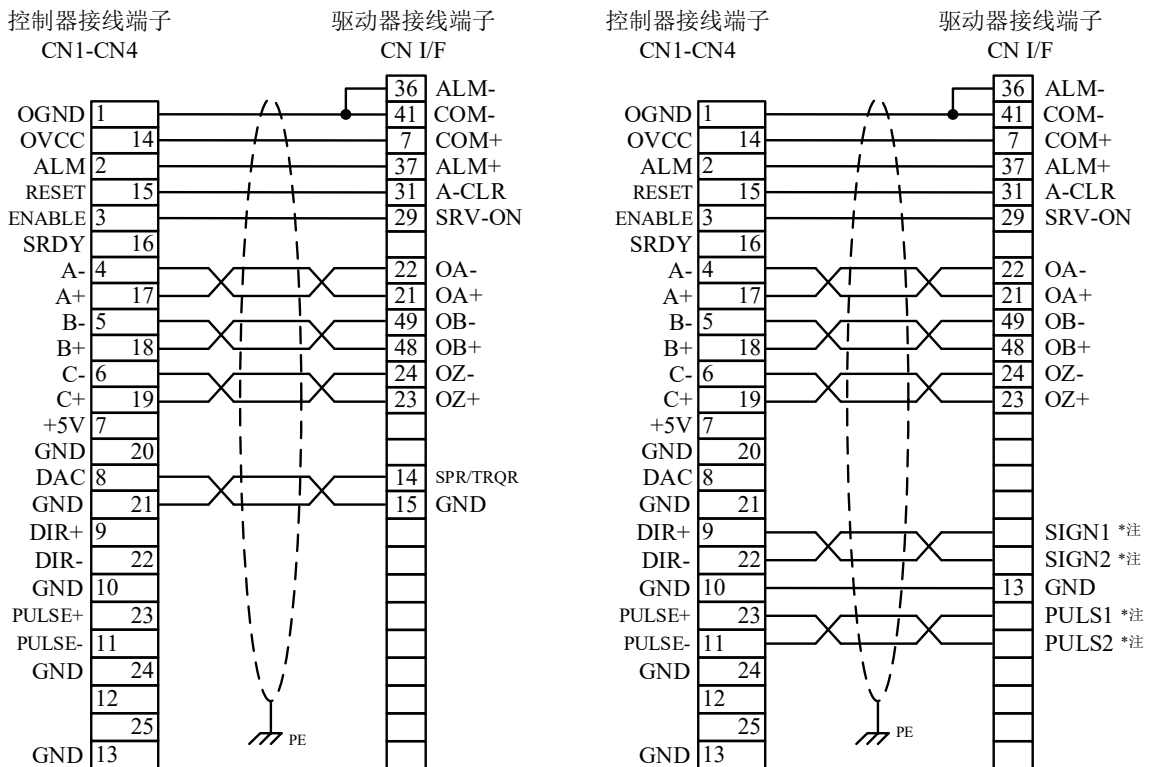 控制器接线端子 驱动器接线端子
CN1-CN4 CN I/F
36 ALM-
OGND 1 41 COM-
OVCC 14 7 COM+
ALM 2 37 ALM+
RESET 15 31 A-CLR
ENABLE 3 29 SRV-ON
SRDY 16
A- 4 22 OA-
A+ 17 21 OA+
B- 5 49 OB-
B+ 18 48 OB+
C- 6 24 OZ-
C+ 19 23 OZ+
+5V 7
GND 20
DAC 8 14 SPR/TRQR
GND 21 15 GND
DIR+ 9
DIR- 22
GND 10
PULSE+ 23
PULSE- 11
GND 24
12
25
PE
GND 13
控制器接线端子 驱动器接线端子
CN1-CN4 CN I/F
36 ALM-
OGND 1 41 COM-
OVCC 14 7 COM+
ALM 2 37 ALM+
RESET 15 31 A-CLR
ENABLE 3 29 SRV-ON
SRDY 16
A- 4 22 OA-
A+ 17 21 OA+
B- 5 49 OB-
B+ 18 48 OB+
C- 6 24 OZ-
C+ 19 23 OZ+
+5V 7
GND 20
DAC 8
GND 21
DIR+ 9 SIGN1 *注
DIR- 22 SIGN2 *注
GND 10 13 GND
PULSE+ 23 PULS1 *注
PULSE- 11 PULS2 *注
GND 24
12
25
PE
GND 13